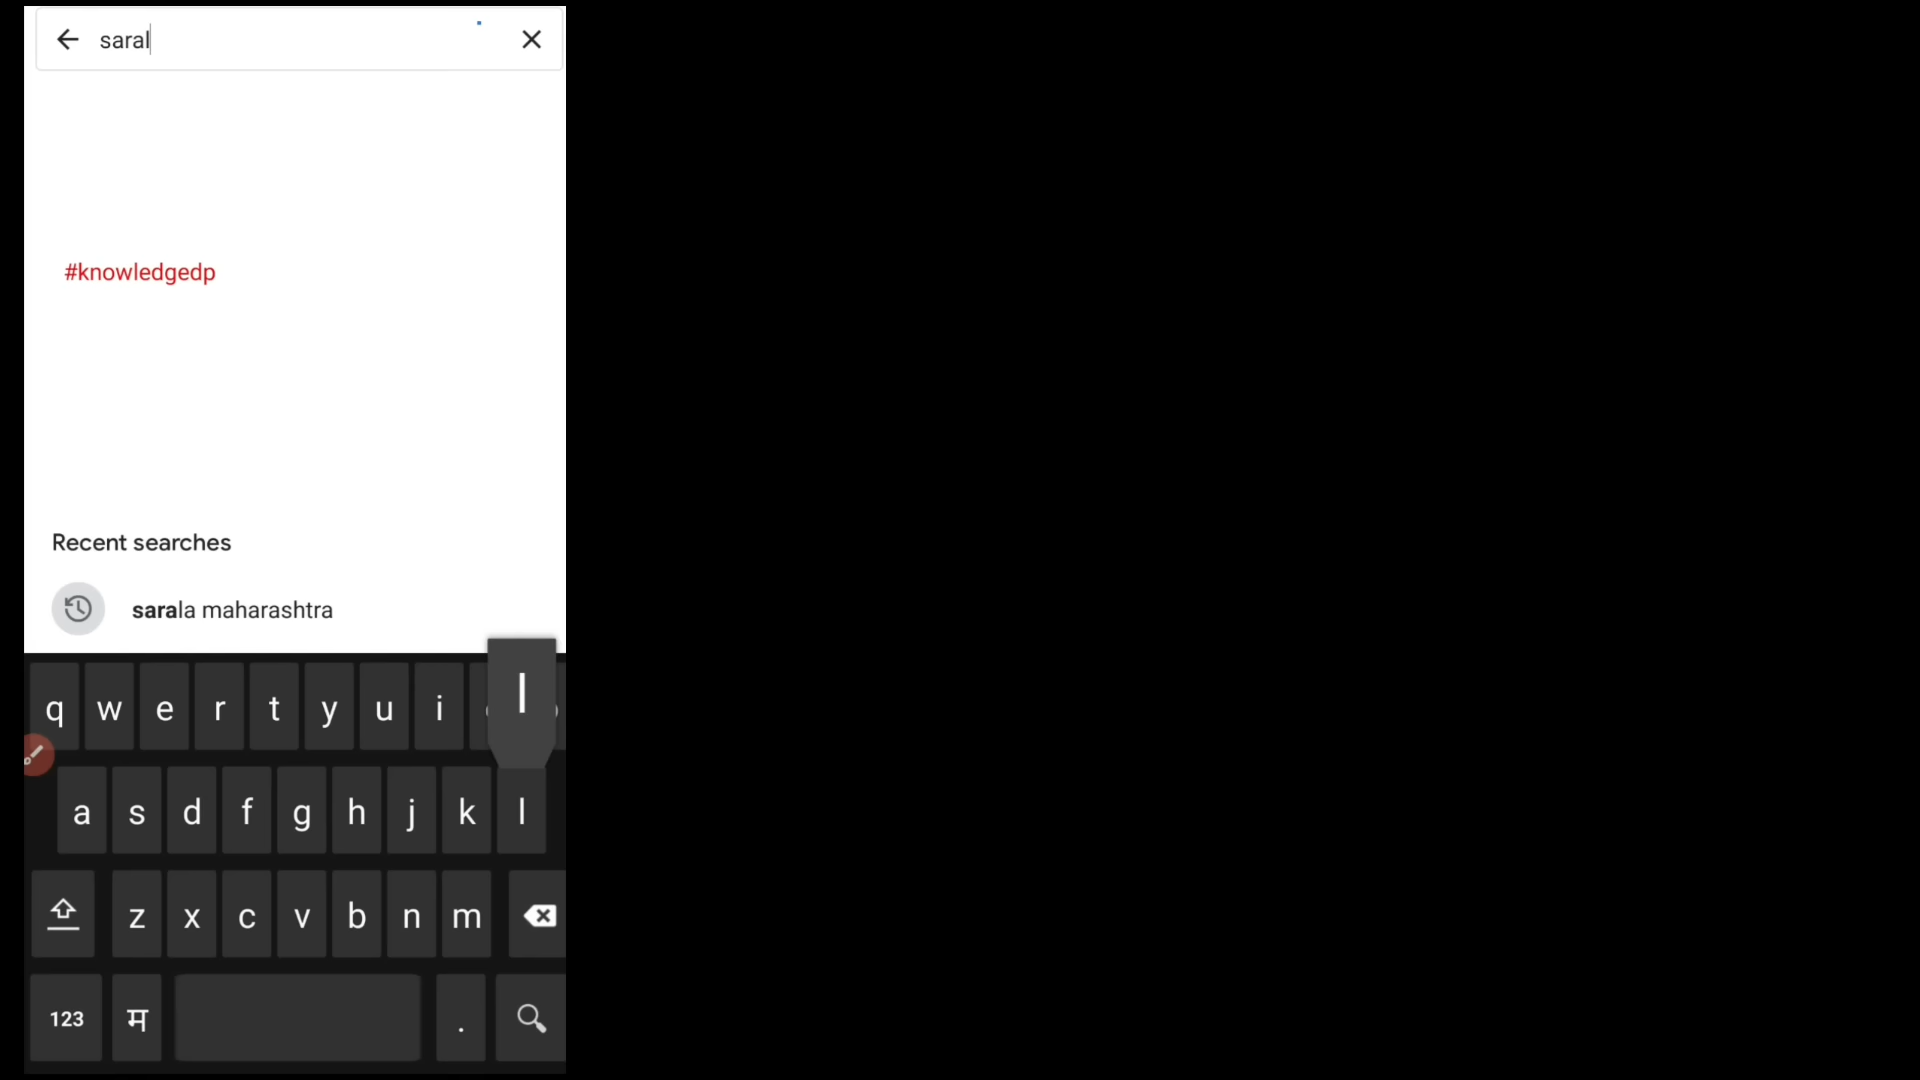 saral
#knowledgedp
Recent searches
sarala maharashtra
l
q w e r t y u i
a s d f g h j k l
z x c v b n m
123 म .